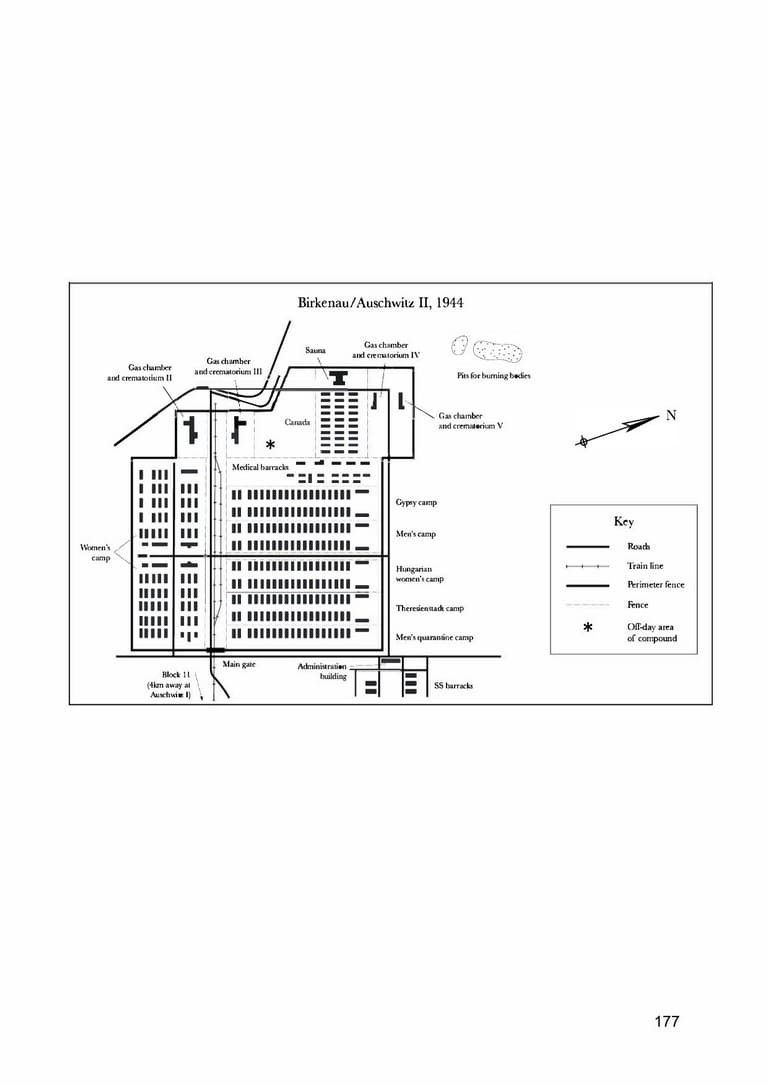 Birkenau/Auschwitz II, 1944
Sauna
Gas chamber
and crematorium IV
Gas chamber
and crematorium III
Gas chamber
and crematorium II
Pits for burning bodies
Gas chamber
and crematorium V
N
Canada
*
Medical barracks
Gypsy camp
Men's camp
Women's
camp
Hungarian
women's camp
Theresienstadt camp
Men's quarantine camp
Key
Roads
Train line
Perimeter fence
Fence
* Off-day area
of compound
Main gate
Block 11
(4km away at
Auschwitz I)
Administration
building
SS barracks
177